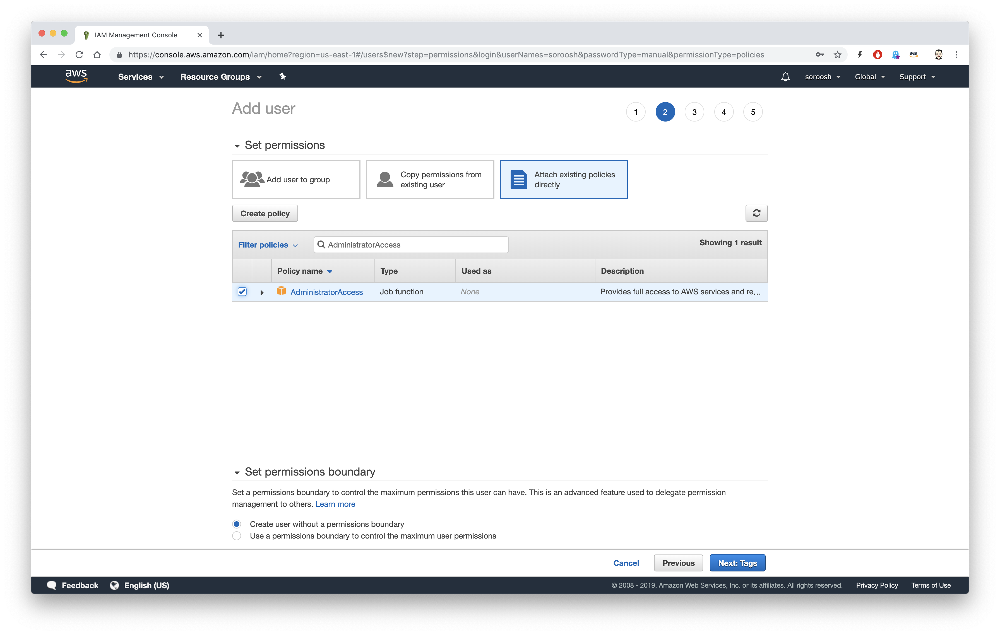 IAM Management Console
https://console.aws.amazon.com/iam/home?region=us-east-1#/users$new?step=permissions&login&userNames=soroosh&passwordType=manual&permissionType=policies
aea
aws Services Resource Groups soroosh Global Support
Add user
1 2 3 4 5
Set permissions
Add user to group
Copy permissions from
existing user
Attach existing policies
directly
Create policy
Filter policies AdministratorAccess Showing 1 result
Policy name Type Used as Description
AdministratorAccess Job function None Provides full access to AWS services and re...
Set permissions boundary
Set a permissions boundary to control the maximum permissions this user can have. This is an advanced feature used to delegate permission
management to others. Learn more
Create user without a permissions boundary
Use a permissions boundary to control the maximum user permissions
Cancel Previous Next: Tags
Feedback English (US) © 2008 - 2019, Amazon Web Services, Inc. or its affiliates. All rights reserved. Privacy Policy Terms of Use